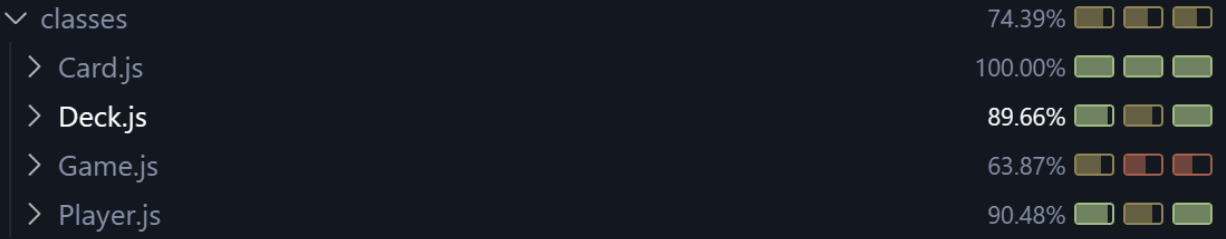 classes 74.39%
Card.js 100.00%
Deck.js 89.66%
Game.js 63.87%
Player.js 90.48%